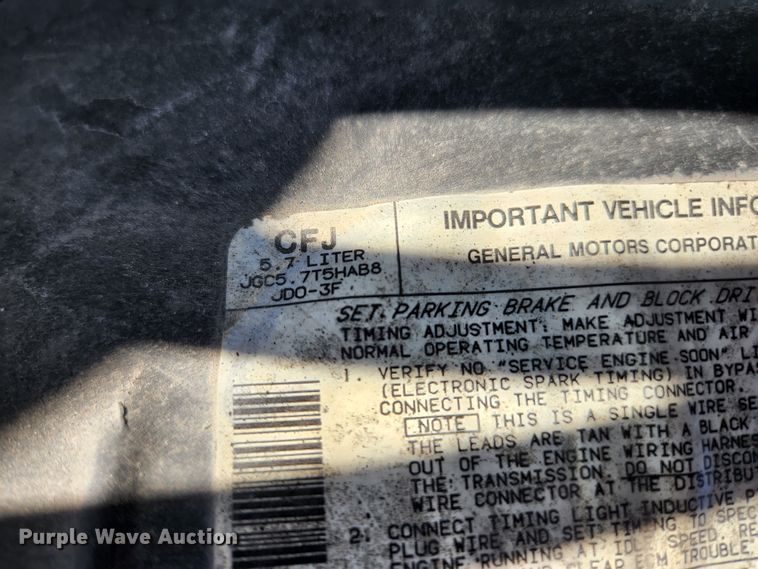 CFJ
5.7 LITER
JGC5.7T5HAB8
JDO-3F
IMPORTANT VEHICLE INFO
GENERAL MOTORS CORPORAT
SET PARKING BRAKE AND BLOCK DRI
TIMING ADJUSTMENT: MAKE ADJUSTMENT WI
NORMAL OPERATING TEMPERATURE AND AIR
1. VERIFY NO "SERVICE ENGINE SOON" LI
(ELECTRONIC SPARK TIMING) IN BYPAS
CONNECTING THE TIMING CONNECTOR.
NOTE THIS IS A SINGLE WIRE SE
THE LEADS ARE TAN WITH A BLACK
OUT OF THE ENGINE WIRING HARNES
THE TRANSMISSION. DO NOT DISCON
WIRE CONNECTOR AT THE DISTRIBUT
2. CONNECT TIMING LIGHT INDUCTIVE P
PLUG WIRE AND SET TIMING TO SPEC
ENGINE RUNNING AT IDLE SPEED. RE
CLEAR ECM TROUBLE
Purple Wave Auction